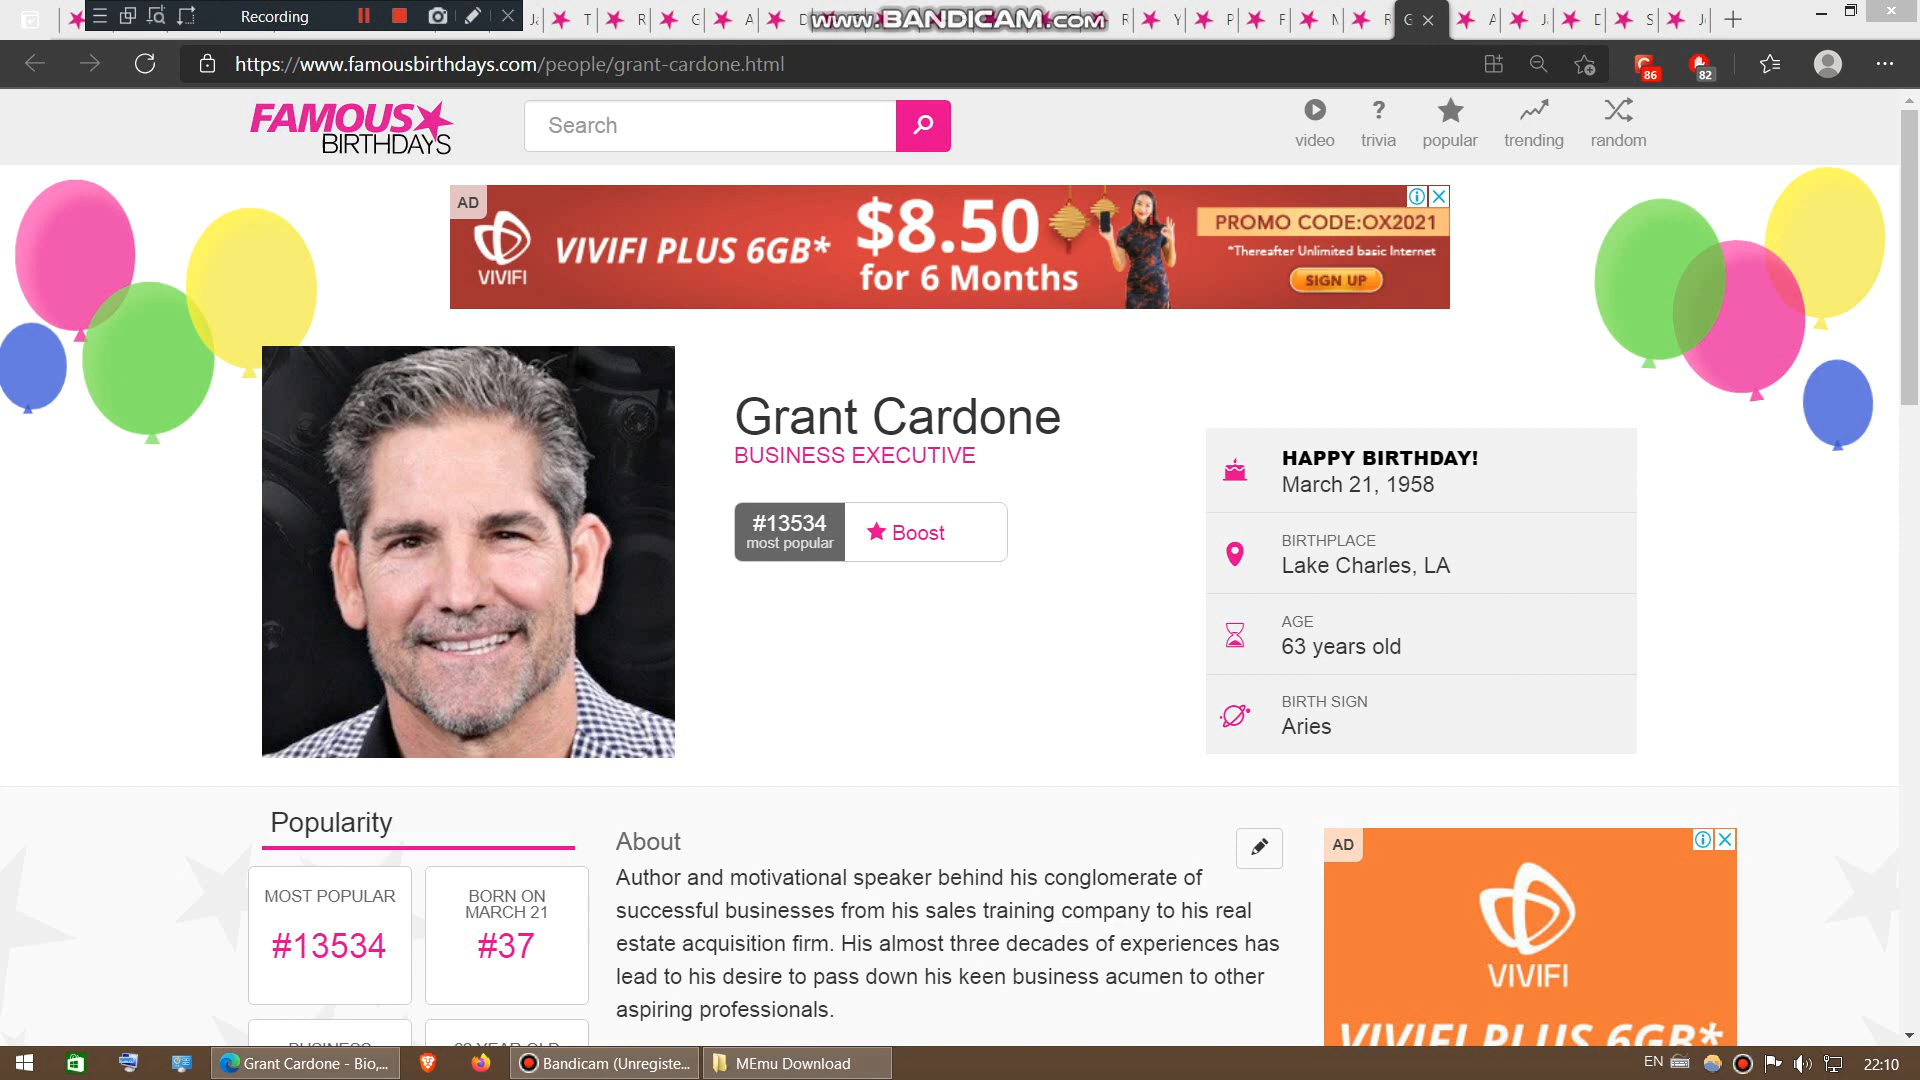 Recording
www.BANDICAM.com
https://www.famousbirthdays.com/people/grant-cardone.html
86
82
FAMOUS
BIRTHDAYS
Search
video
trivia
popular
trending
random
AD
VIVIFI
VIVIFI PLUS 6GB*
$8.50
for 6 Months
PROMO CODE:OX2021
*Thereafter Unlimited basic Internet
SIGN UP
Grant Cardone
BUSINESS EXECUTIVE
#13534
most popular
Boost
HAPPY BIRTHDAY!
March 21, 1958
BIRTHPLACE
Lake Charles, LA
AGE
63 years old
BIRTH SIGN
Aries
Popularity
MOST POPULAR
#13534
BORN ON
MARCH 21
#37
About
Author and motivational speaker behind his conglomerate of
successful businesses from his sales training company to his real
estate acquisition firm. His almost three decades of experiences has
lead to his desire to pass down his keen business acumen to other
aspiring professionals.
AD
VIVIFI
VIVIFI PLUS 6GB*
Grant Cardone - Bio,...
Bandicam (Unregiste...
MEmu Download
EN
22:10